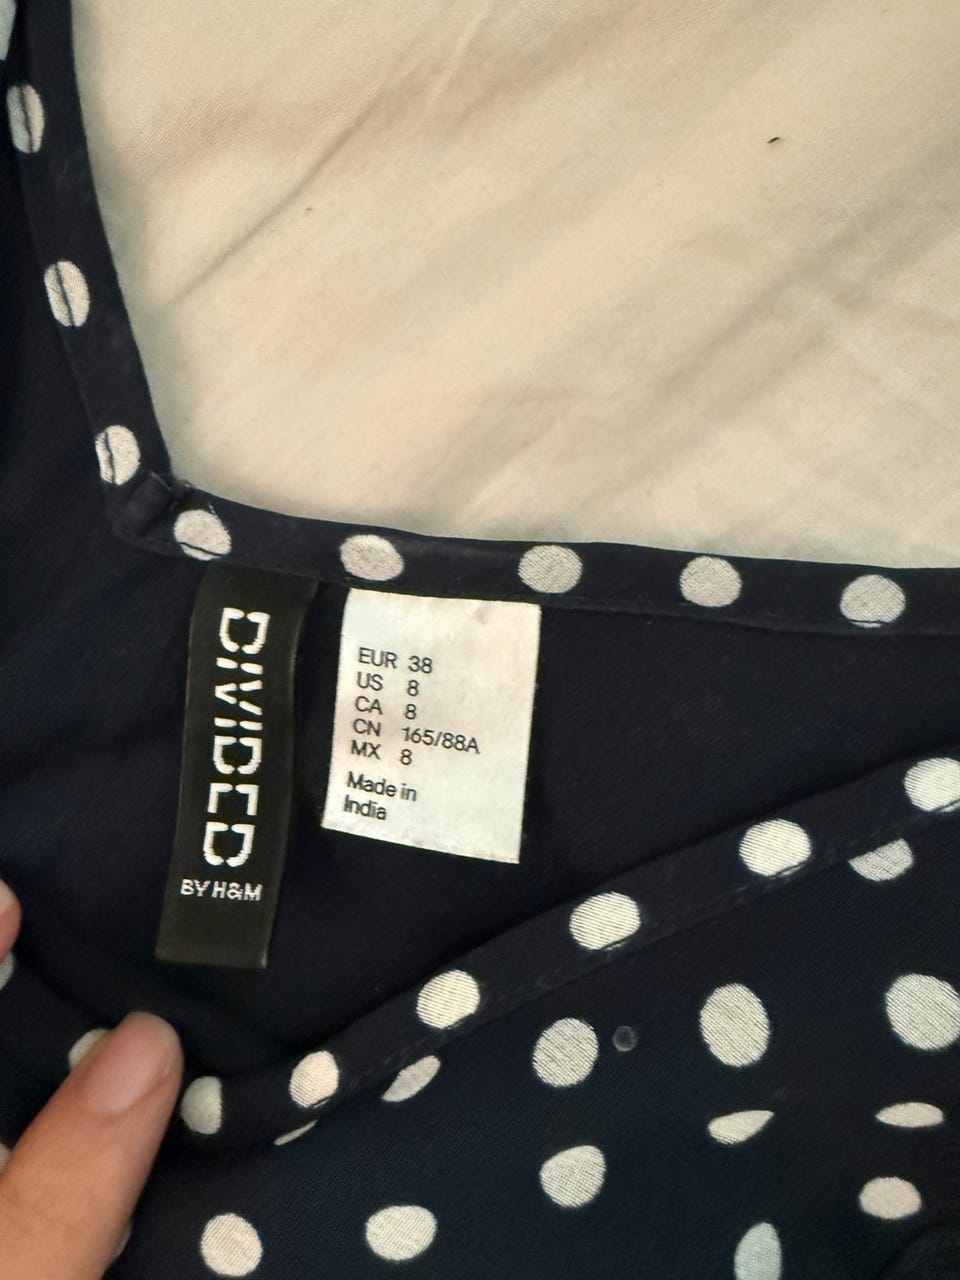 DIVIDED
BY H&M
EUR 38
US 8
CA 8
CN 165/88A
MX 8
Made in
India